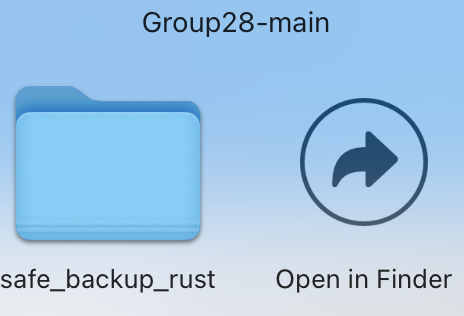 Group28-main
safe_backup_rust
Open in Finder